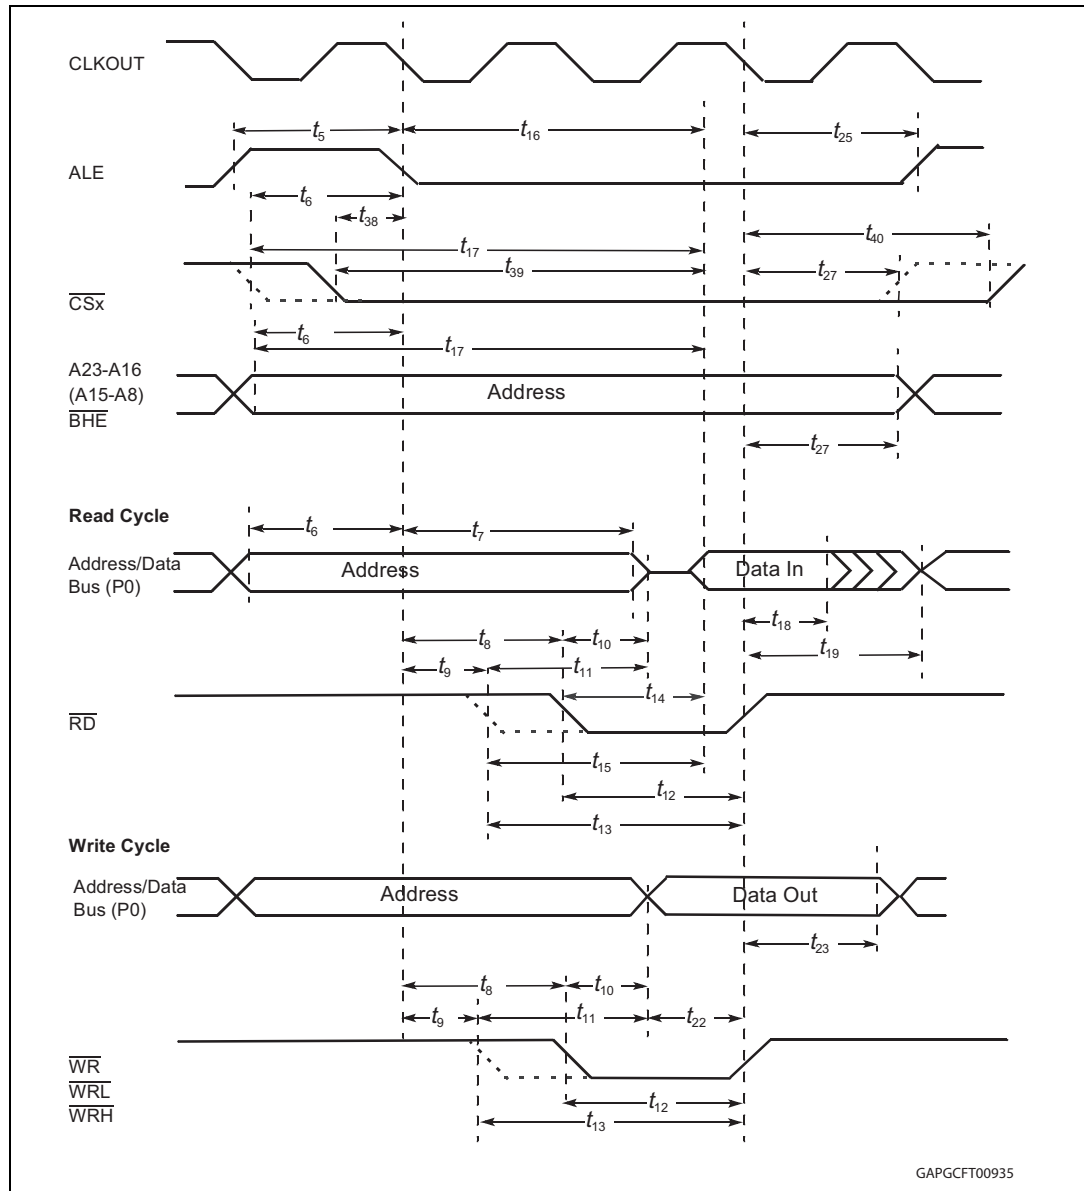 CLKOUT
t5
t16
t25
ALE
t6
t38
t40
t17
t39
t27
CSx
t6
t17
A23-A16
(A15-A8)
BHE
Address
t27
Read Cycle
t6
t7
Address/Data
Bus (P0)
Address
Data In
t18
t8
t10
t19
t9
t11
t14
RD
t15
t12
t13
Write Cycle
Address/Data
Bus (P0)
Address
Data Out
t23
t8
t10
t9
t11
t22
WR
WRL
WRH
t12
t13
GAPGCFT00935